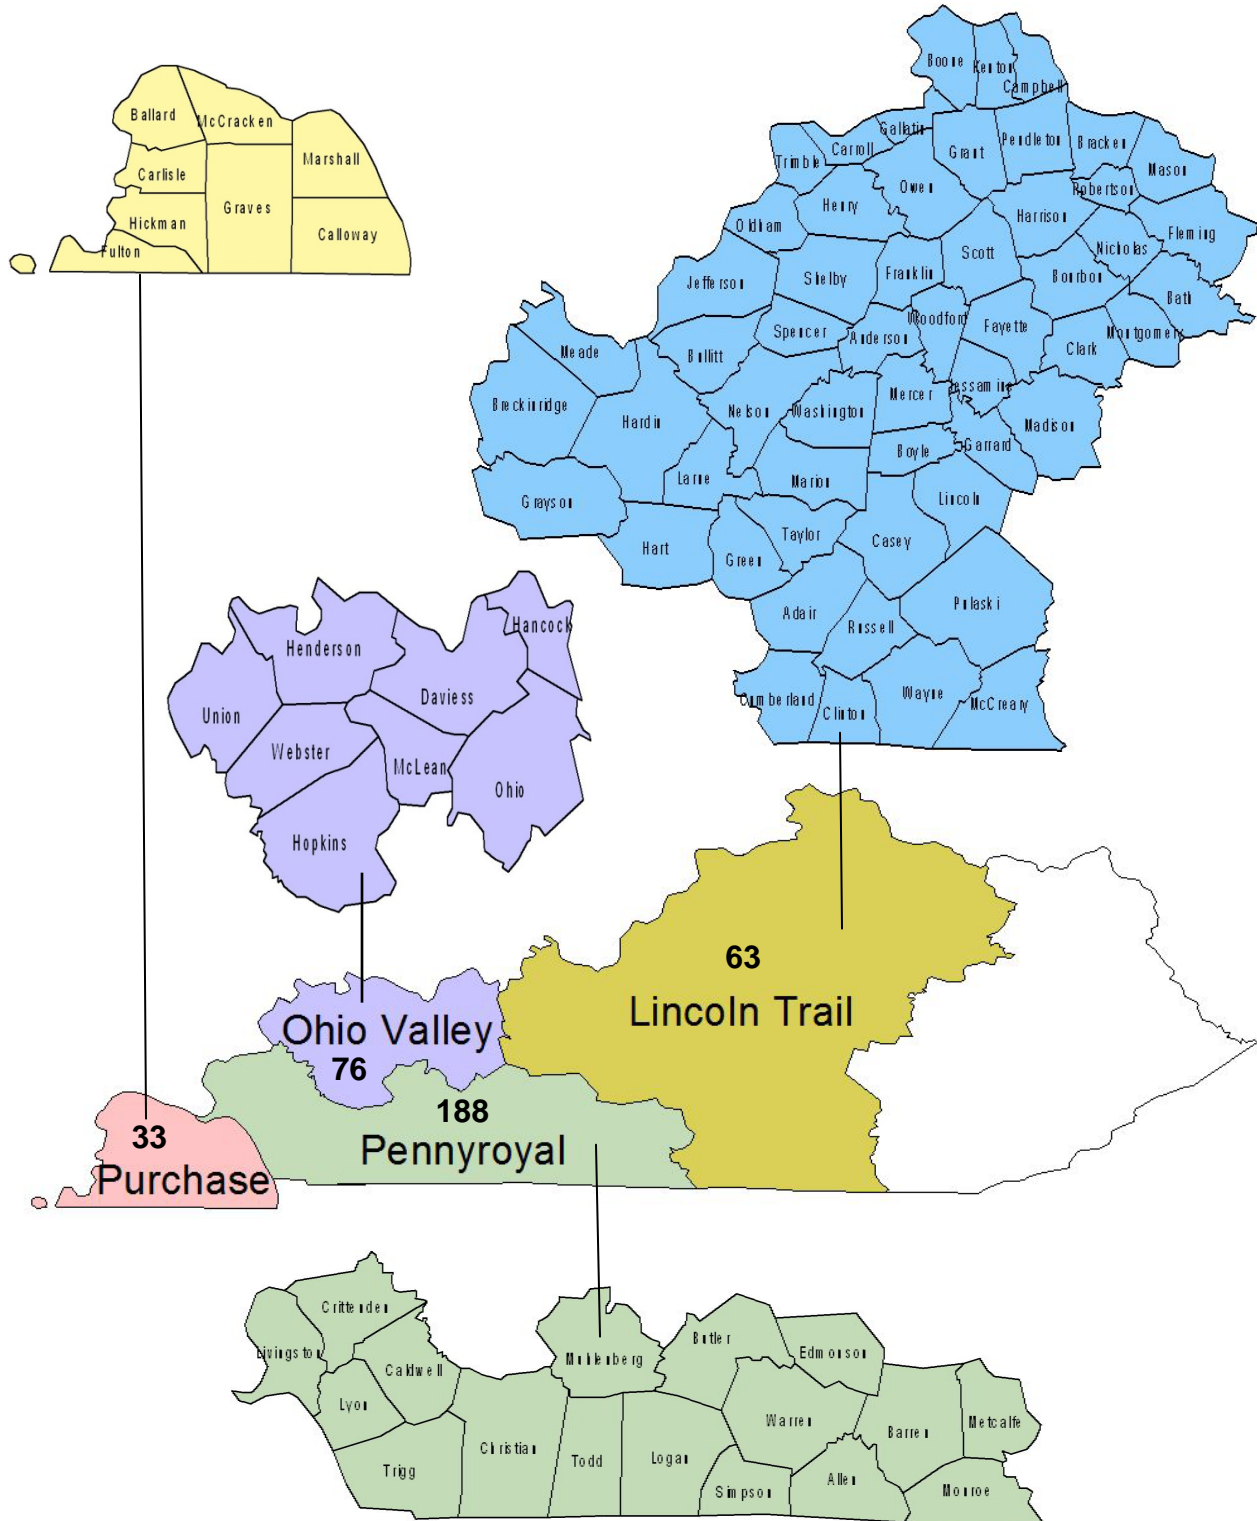 Boone
Kenton
Campbell
Ballard
McCracken
Marshall
Carlisle
Graves
Hickman
Calloway
Fulton
Gallatin
Carroll
Trimble
Grant
Pendleton
Bracken
Mason
Owen
Robertson
Henry
Harrison
Oldham
Nicholas
Fleming
Scott
Jefferson
Shelby
Franklin
Bourbon
Bath
Spencer
Anderson
Woodford
Fayette
Montgomery
Meade
Bullitt
Clark
Jessamine
Mercer
Breckinridge
Hardin
Nelson
Washington
Madison
Boyle
Garrard
Larue
Marion
Grayson
Lincoln
Hart
Taylor
Casey
Green
Adair
Russell
Pulaski
Cumberland
Clinton
Wayne
McCreary
Hancock
Henderson
Daviess
Union
Webster
McLean
Ohio
Hopkins
63
Lincoln Trail
Ohio Valley
76
188
Pennyroyal
33
Purchase
Crittenden
Livingston
Caldwell
Lyon
Muhlenberg
Butler
Edmonson
Warren
Barren
Metcalfe
Trigg
Christian
Todd
Logan
Simpson
Allen
Monroe